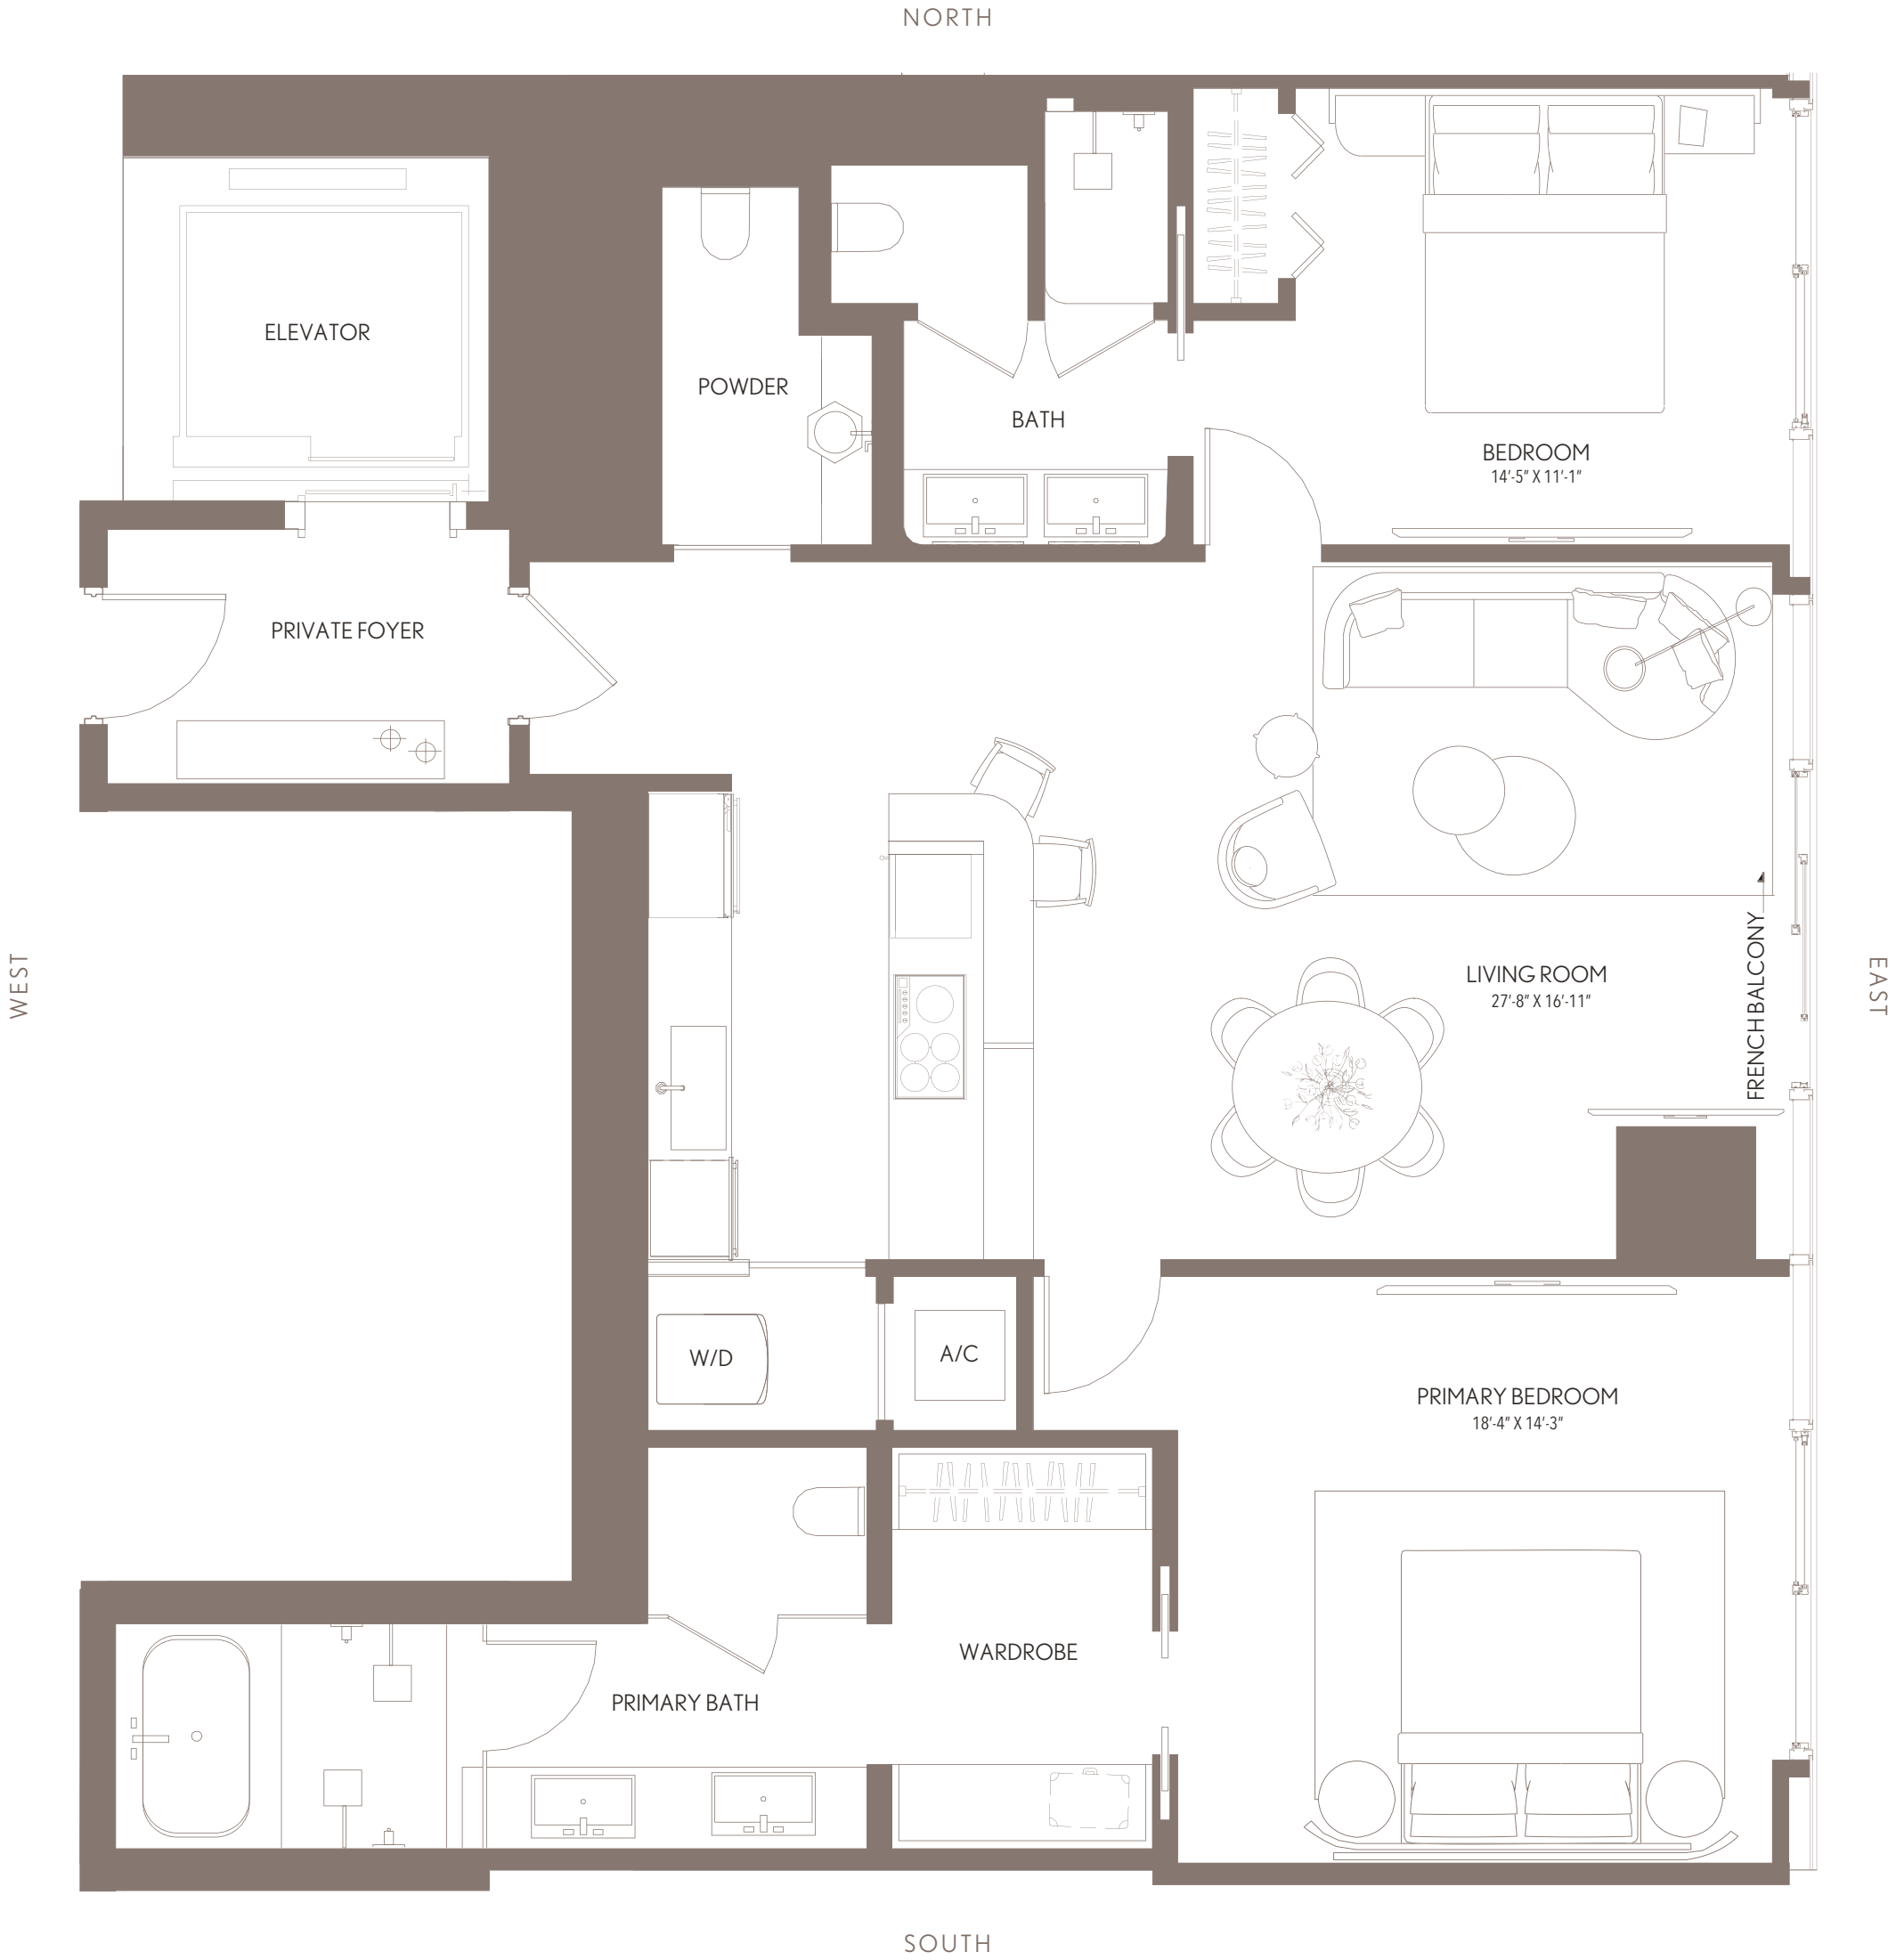 NORTH
ELEVATOR
POWDER
BATH
BEDROOM
14'-5" X 11'-1"
PRIVATE FOYER
WEST
EAST
LIVING ROOM
27'-8" X 16'-11"
FRENCH BALCONY
W/D
A/C
PRIMARY BEDROOM
18'-4" X 14'-3"
WARDROBE
PRIMARY BATH
SOUTH